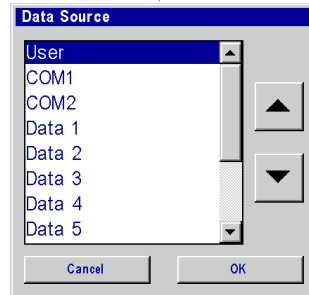 Data Source
User
COM1
COM2
Data 1
Data 2
Data 3
Data 4
Data 5
Cancel
OK